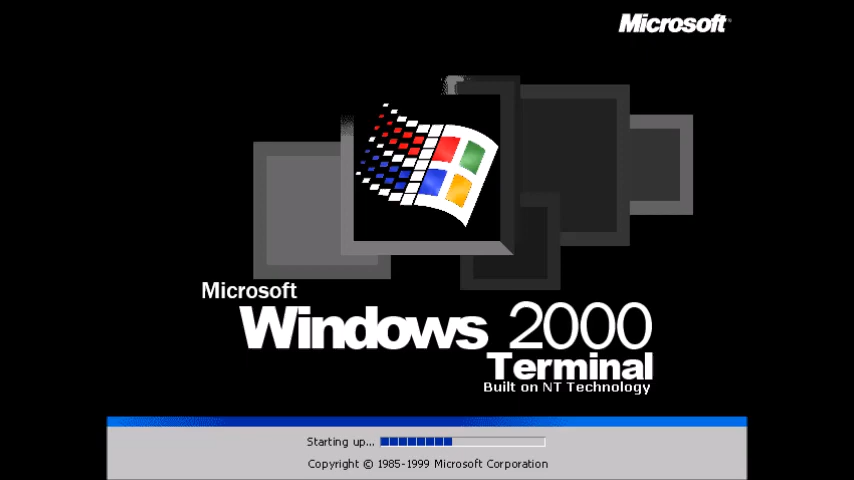 Microsoft
Microsoft
Windows 2000
Terminal
Built on NT Technology
Starting up...
Copyright © 1985-1999 Microsoft Corporation